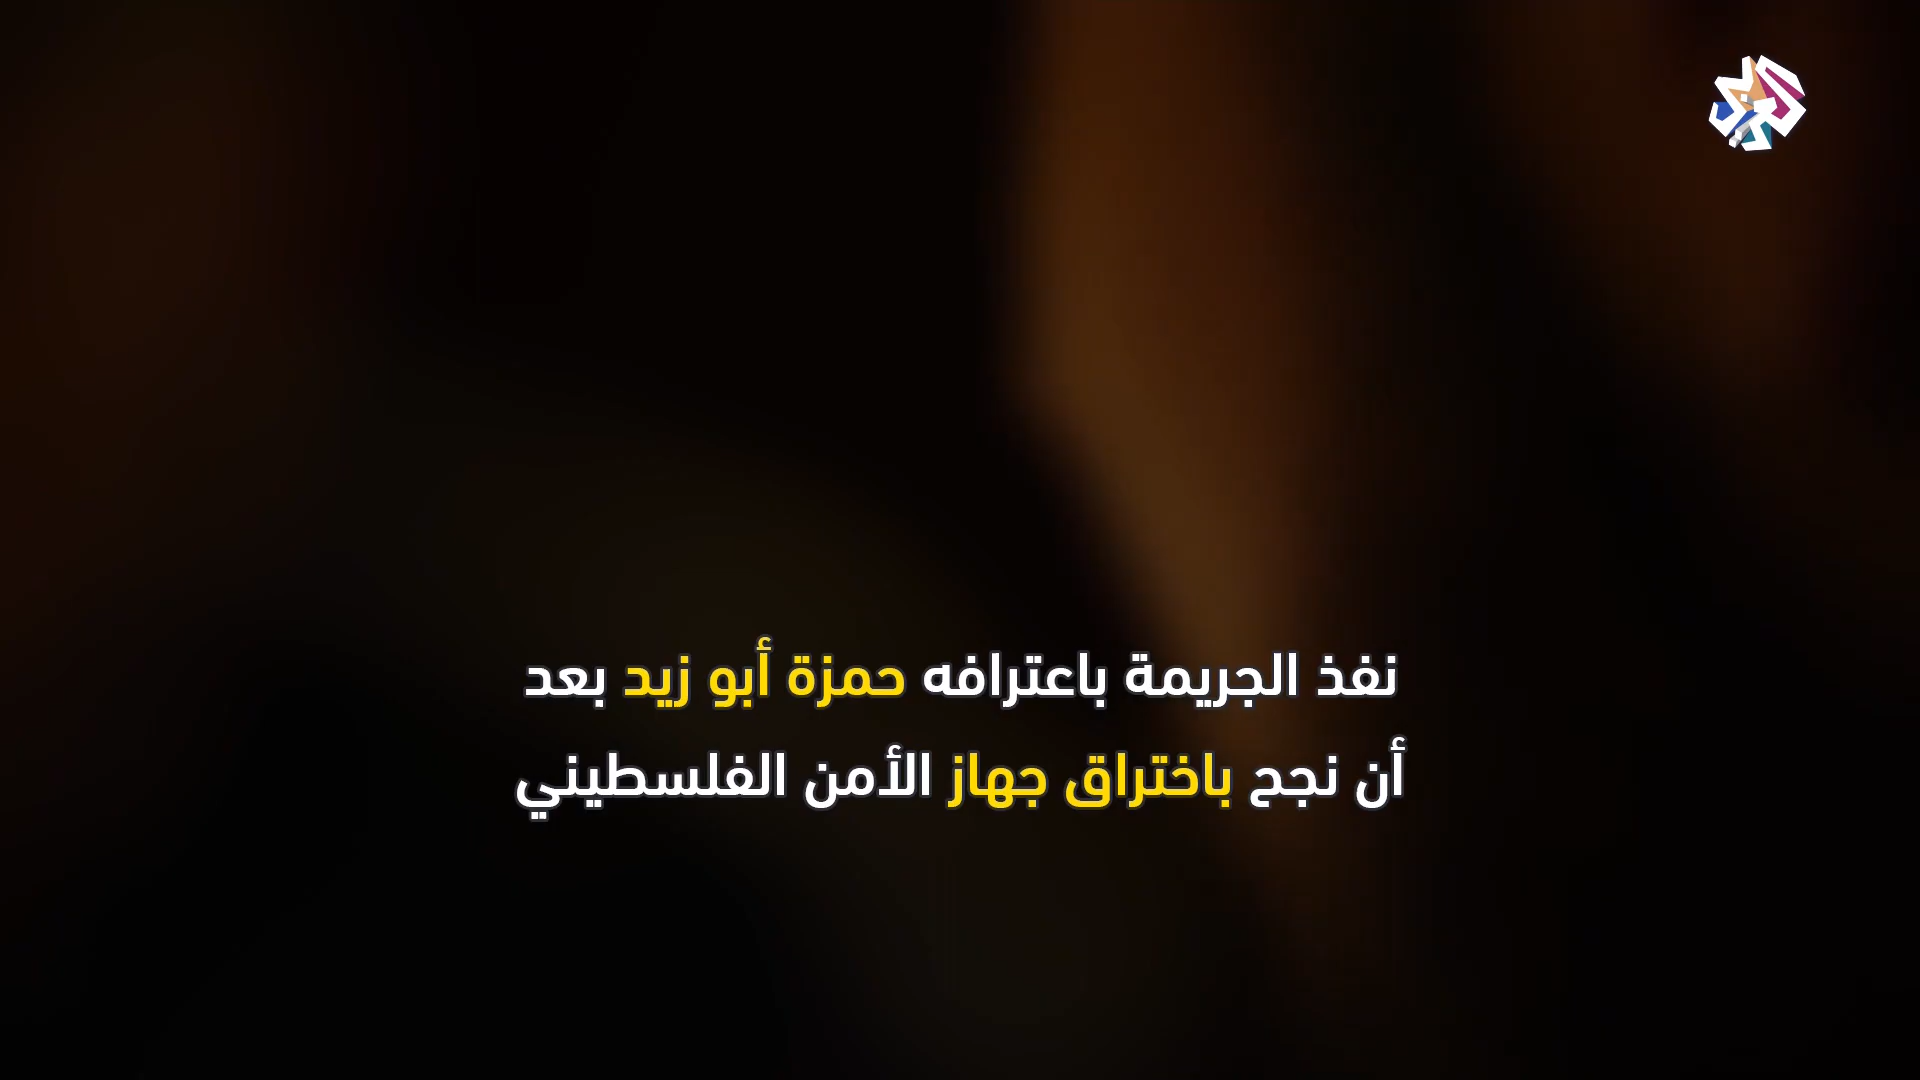 نفذ الجريمة باعترافه حمزة أبو زيد بعد
أن نجح باختراق جهاز الأمن الفلسطيني